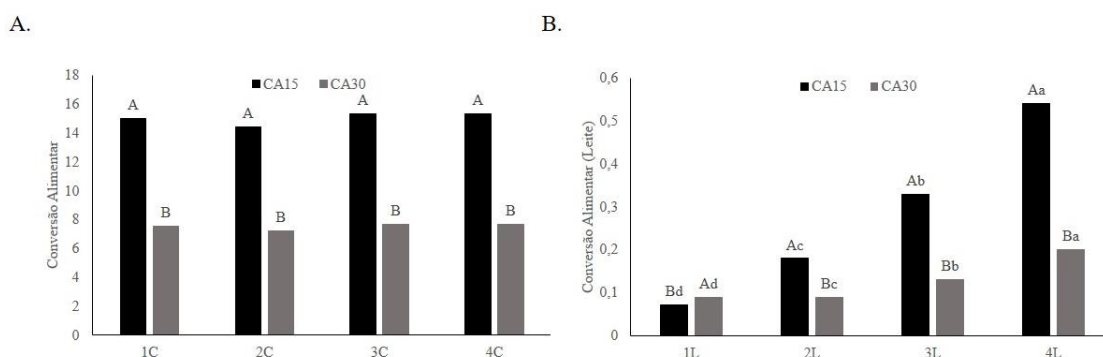 A.
Conversão Alimentar
18
16
14
12
10
8
6
4
2
0
CA15 CA30
A B A B A B A B
1C 2C 3C 4C
B.
Conversão Alimentar (Leite)
0,6
0,5
0,4
0,3
0,2
0,1
0
CA15 CA30
Bd Ad Ac Bc Ab Bb Aa Ba
1L 2L 3L 4L